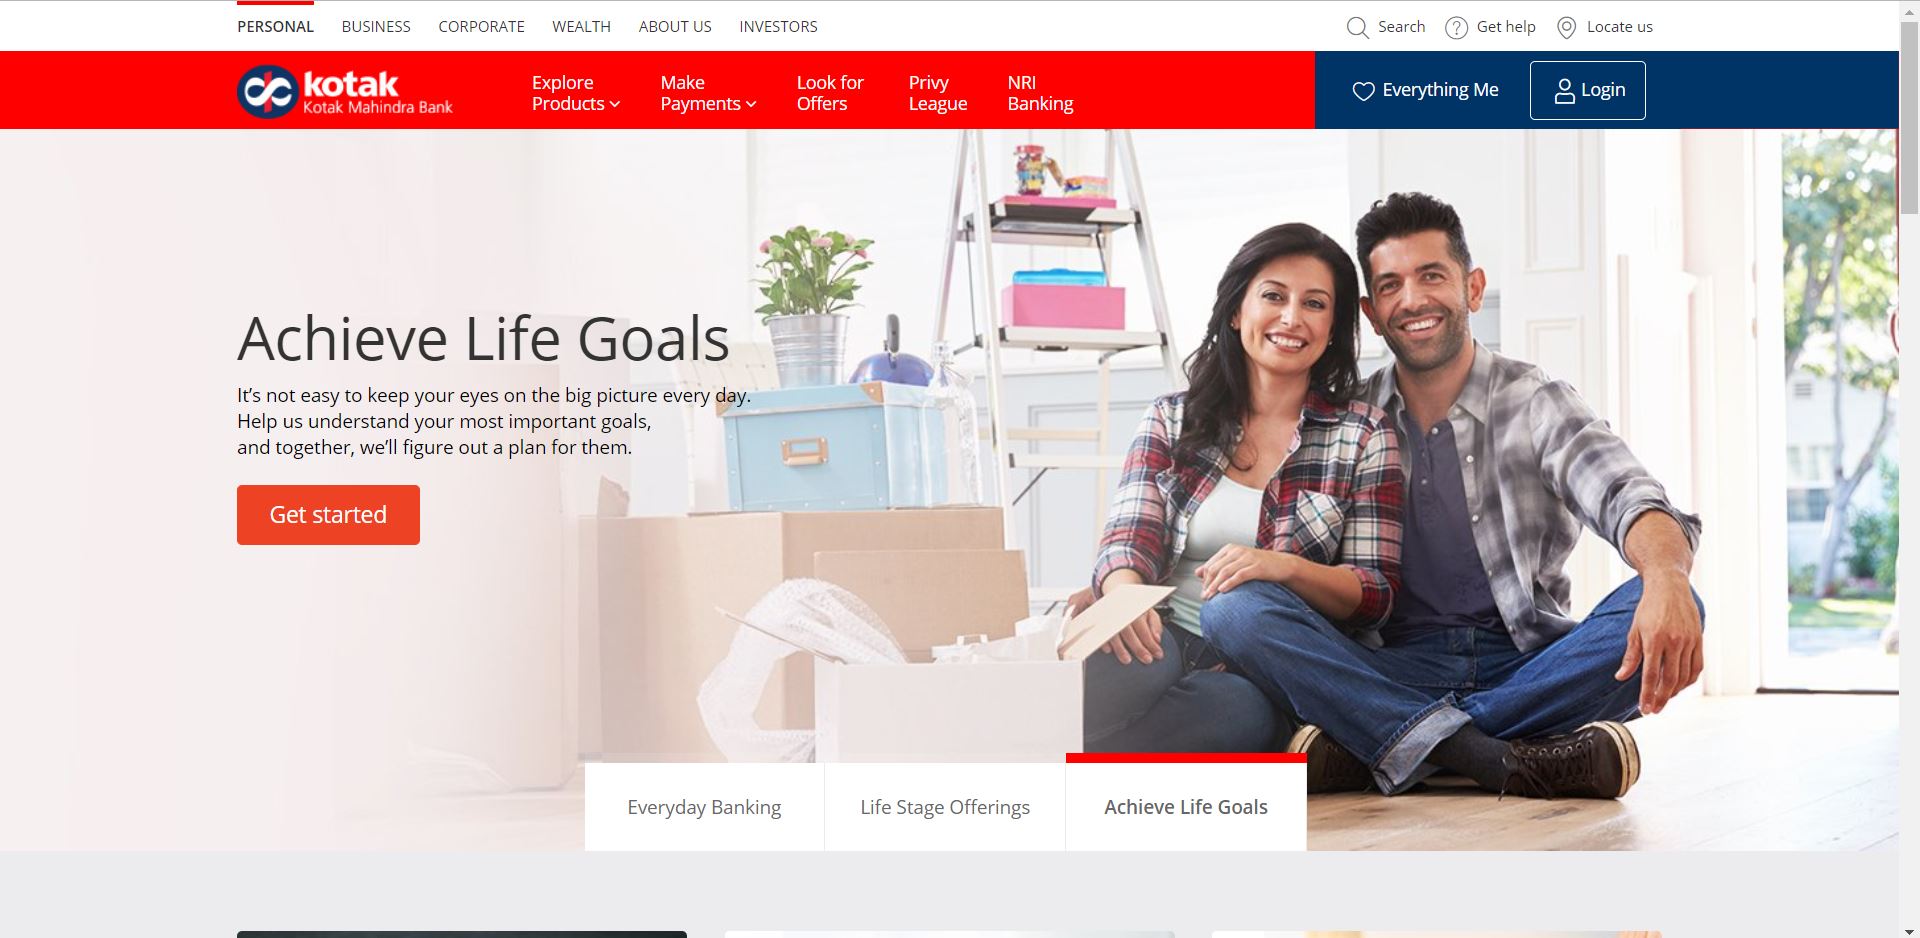 PERSONAL BUSINESS CORPORATE WEALTH ABOUT US INVESTORS Search Get help Locate us
kotak
Kotak Mahindra Bank
Explore
Products
Make
Payments
Look for
Offers
Privy
League
NRI
Banking
Everything Me
Login
Achieve Life Goals
It’s not easy to keep your eyes on the big picture every day.
Help us understand your most important goals,
and together, we’ll figure out a plan for them.
Get started
Everyday Banking
Life Stage Offerings
Achieve Life Goals